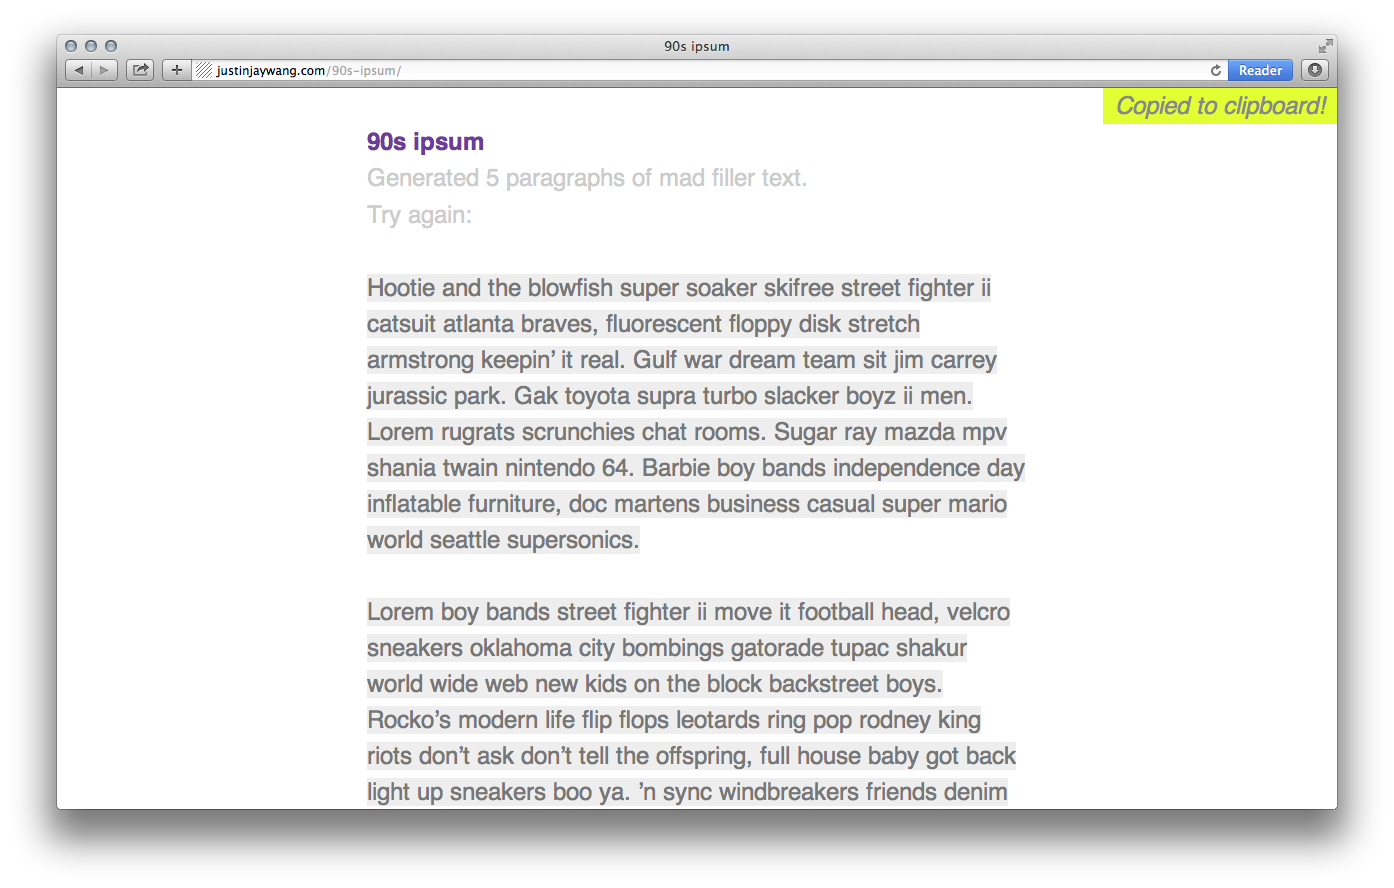 90s ipsum
justinjaywang.com/90s-ipsum/
Reader
Copied to clipboard!
90s ipsum
Generated 5 paragraphs of mad filler text.
Try again:
Hootie and the blowfish super soaker skifree street fighter ii
catsuit atlanta braves, fluorescent floppy disk stretch
armstrong keepin’ it real. Gulf war dream team sit jim carrey
jurassic park. Gak toyota supra turbo slacker boyz ii men.
Lorem rugrats scrunchies chat rooms. Sugar ray mazda mpv
shania twain nintendo 64. Barbie boy bands independence day
inflatable furniture, doc martens business casual super mario
world seattle supersonics.
Lorem boy bands street fighter ii move it football head, velcro
sneakers oklahoma city bombings gatorade tupac shakur
world wide web new kids on the block backstreet boys.
Rocko’s modern life flip flops leotards ring pop rodney king
riots don’t ask don’t tell the offspring, full house baby got back
light up sneakers boo ya. ’n sync windbreakers friends denim